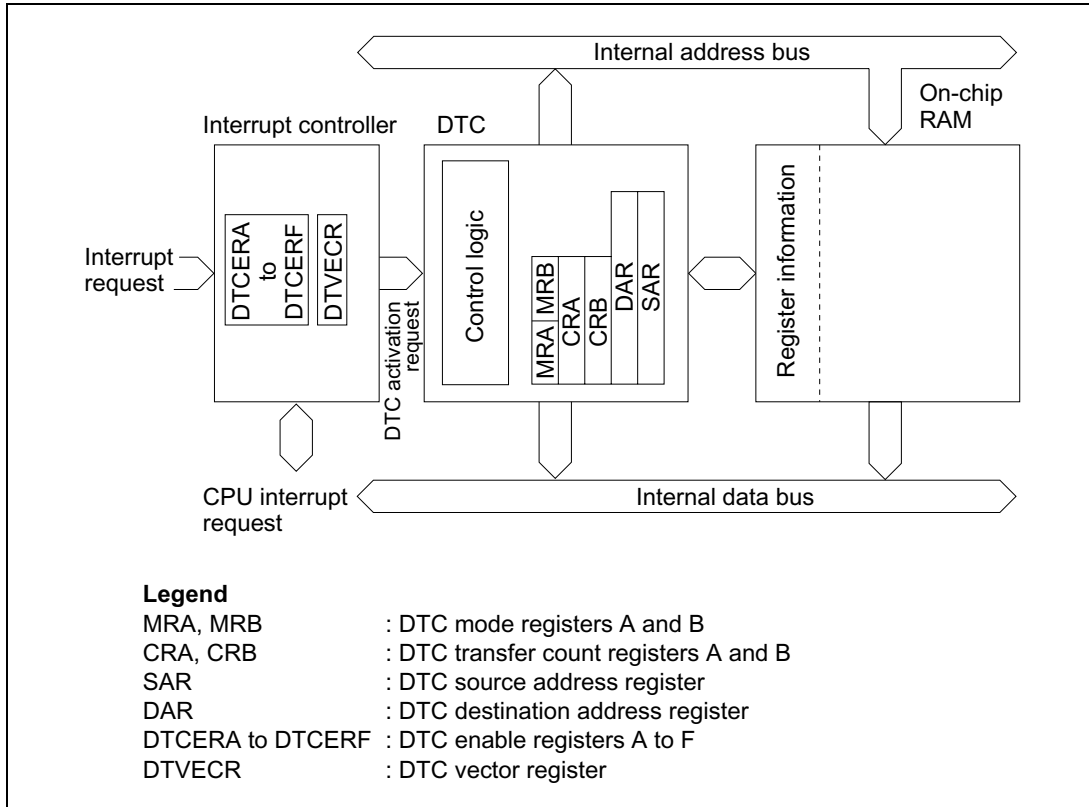 Internal address bus
On-chip
RAM
Interrupt controller
DTC
Interrupt
request
DTCERA
to
DTCERF
DTVECR
DTC activation
request
Control logic
MRA
MRB
CRA
CRB
DAR
SAR
Register information
CPU interrupt
request
Internal data bus
Legend
MRA, MRB : DTC mode registers A and B
CRA, CRB : DTC transfer count registers A and B
SAR : DTC source address register
DAR : DTC destination address register
DTCERA to DTCERF : DTC enable registers A to F
DTVECR : DTC vector register